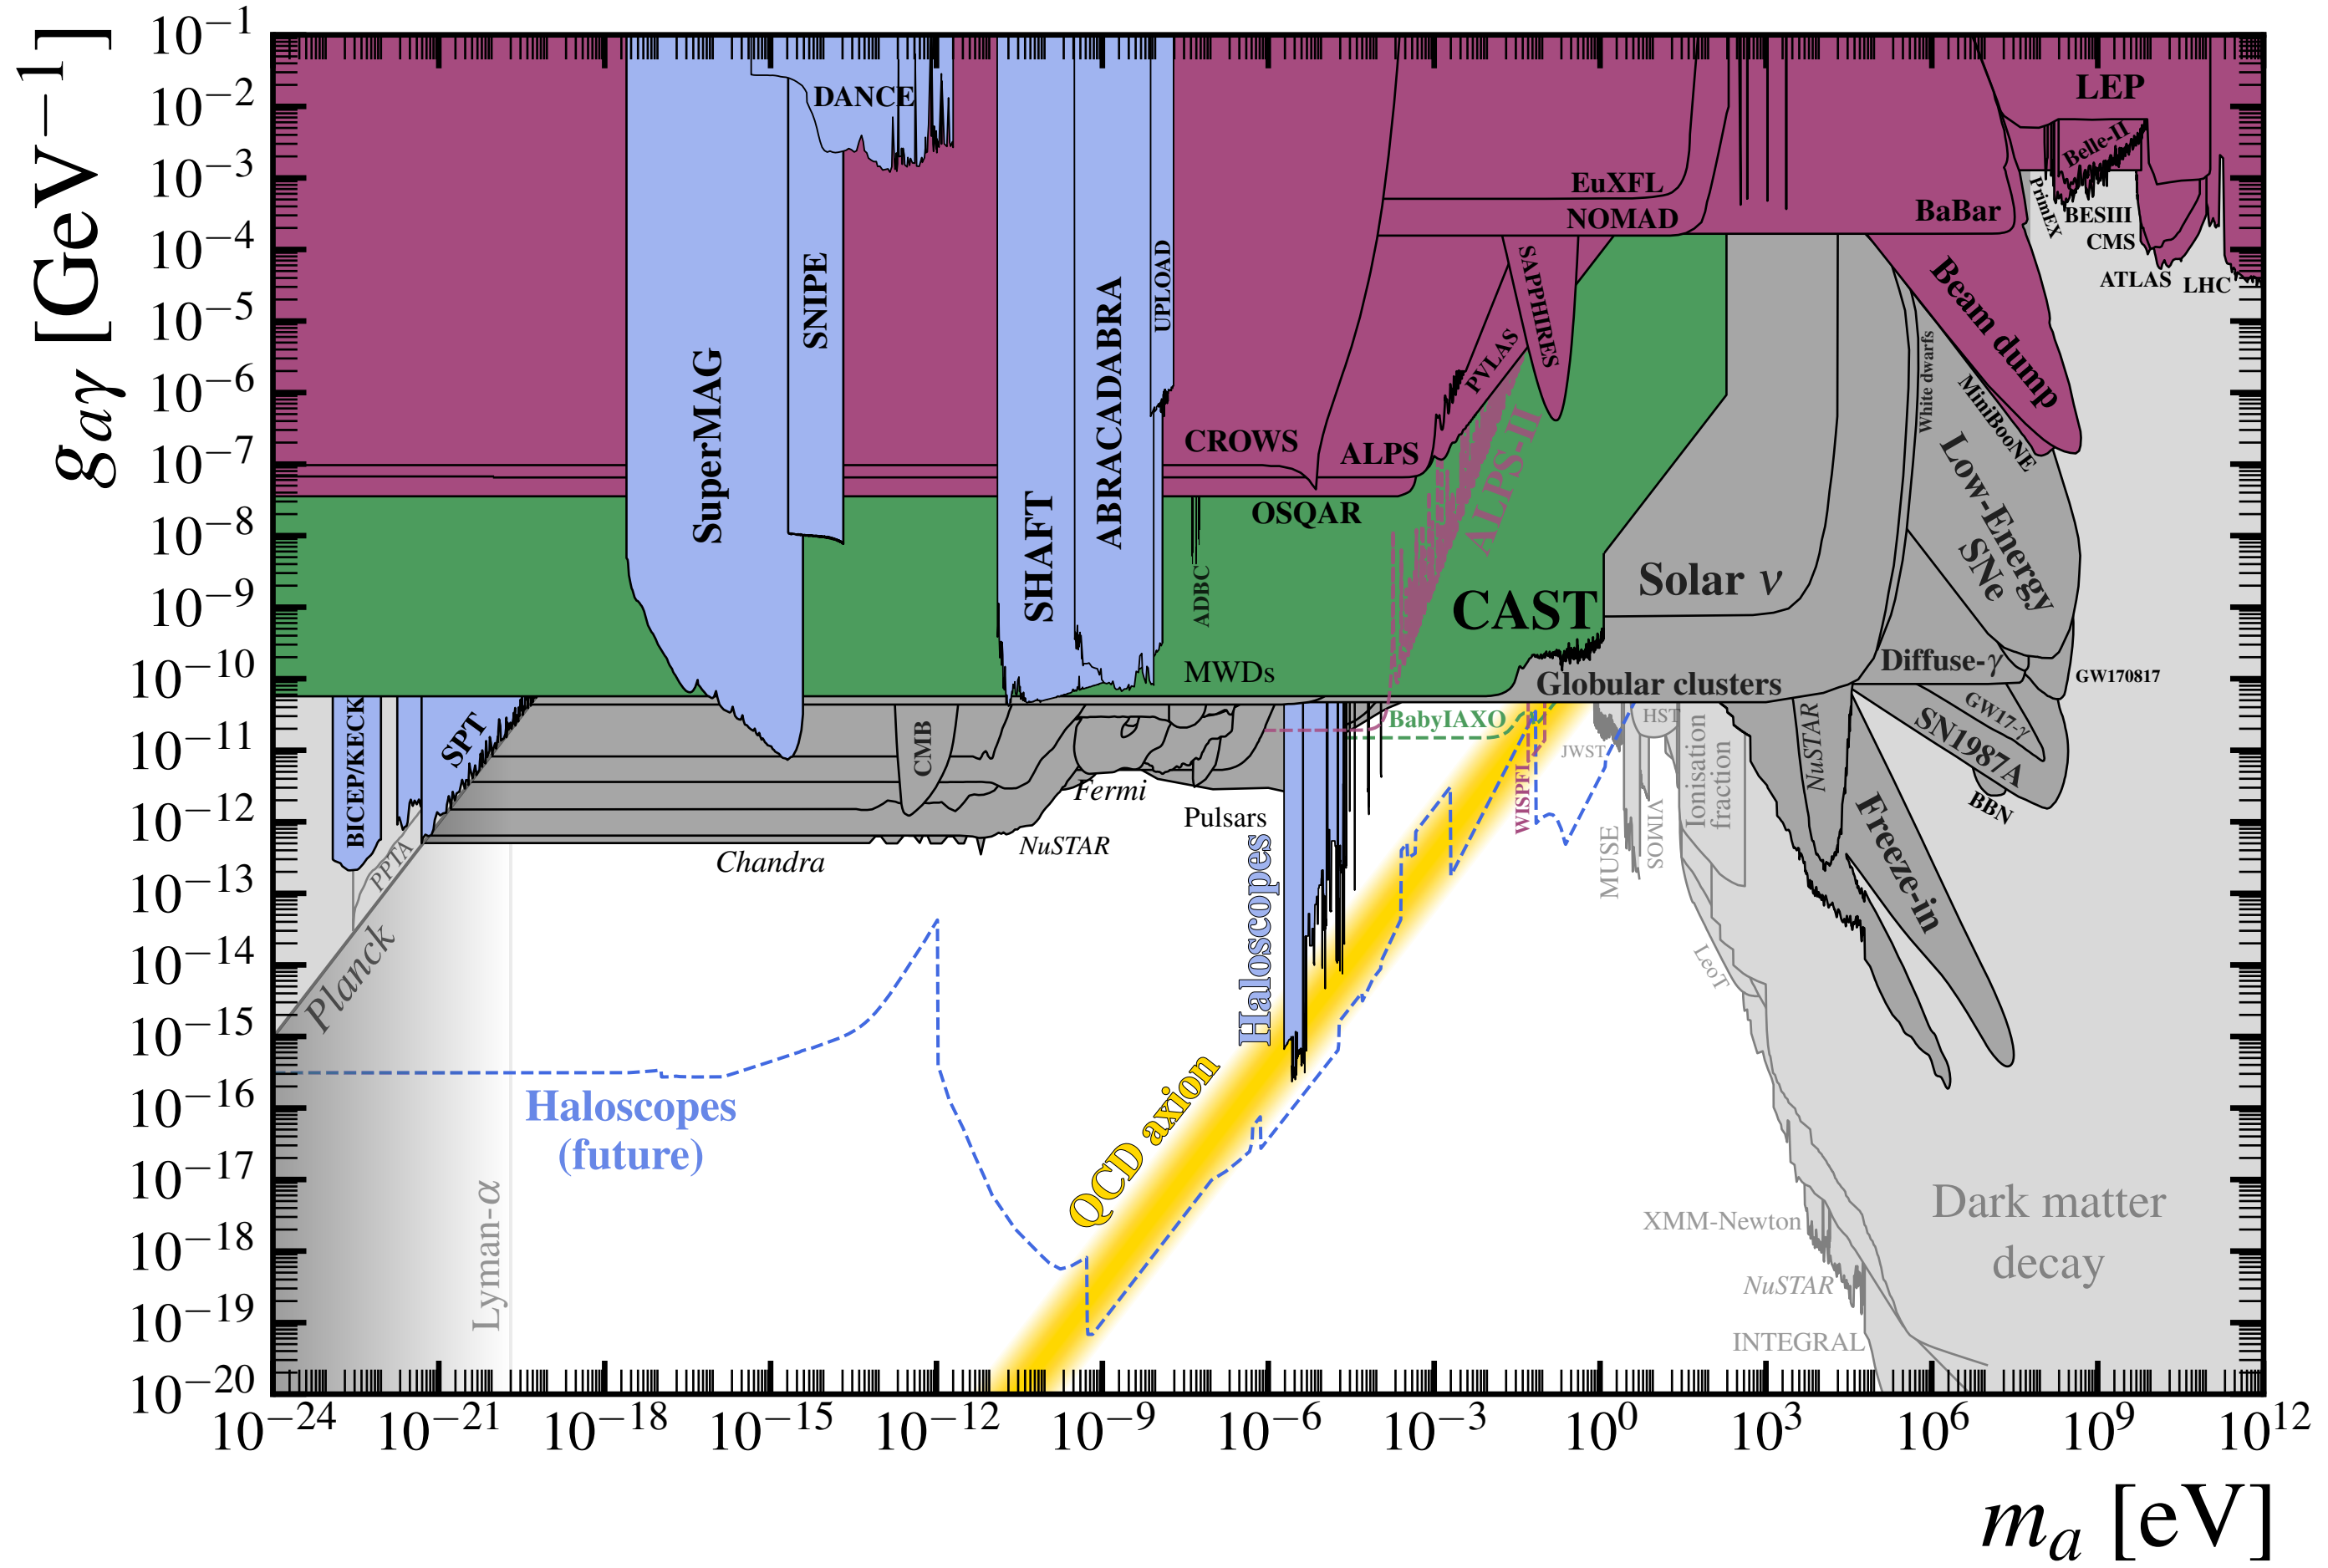 g_{aγ} [GeV^{−1}]
10^{−1}
10^{−2}
10^{−3}
10^{−4}
10^{−5}
10^{−6}
10^{−7}
10^{−8}
10^{−9}
10^{−10}
10^{−11}
10^{−12}
10^{−13}
10^{−14}
10^{−15}
10^{−16}
10^{−17}
10^{−18}
10^{−19}
10^{−20}
DANCE
LEP
Belle-II
EuXFL
NOMAD
BaBar
PrimEX
BESIII
CMS
ATLAS
LHC
SuperMAG
SNIPE
SHAFT
ABRACADABRA
UPLOAD
CROWS
ALPS
PVLAS
SAPPHIRES
ALPS-II
OSQAR
ADBC
MWDs
CAST
Solar ν
White dwarfs
Beam dump
MiniBooNE
Low-Energy
SNe
Globular clusters
Diffuse-γ
GW170817
GW17-γ
SN1987A
BBN
BICEP/KECK
SPT
PPTA
Planck
CMB
Fermi
Pulsars
NuSTAR
Chandra
BabyIAXO
WISPFI
JWST
HST
MUSE
VIMOS
Ionisation
fraction
NuSTAR
Freeze-in
LeoT
Haloscopes
Haloscopes
(future)
QCD axion
Lyman-α
XMM-Newton
NuSTAR
INTEGRAL
Dark matter
decay
10^{−24}
10^{−21}
10^{−18}
10^{−15}
10^{−12}
10^{−9}
10^{−6}
10^{−3}
10^{0}
10^{3}
10^{6}
10^{9}
10^{12}
m_a [eV]